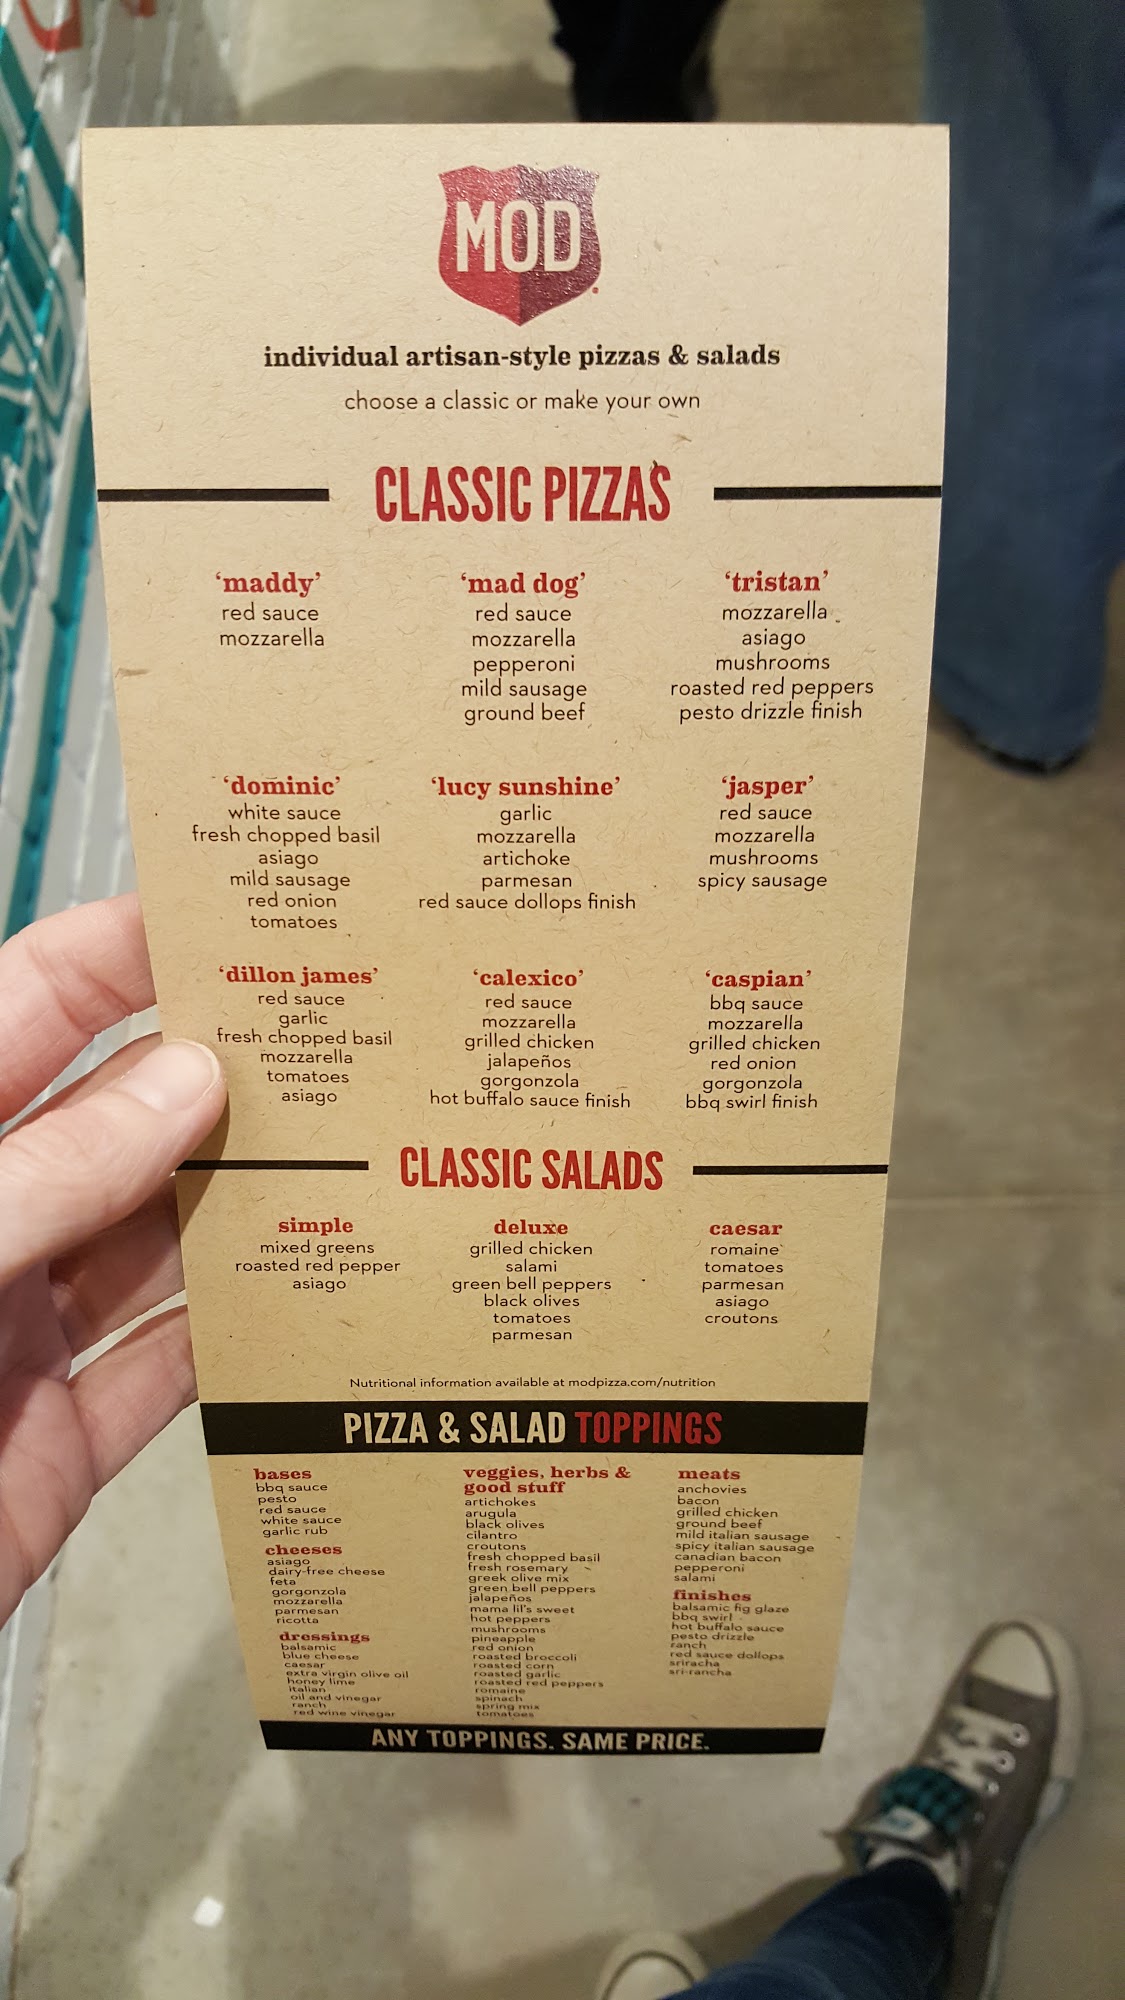 MOD
individual artisan-style pizzas & salads
choose a classic or make your own
CLASSIC PIZZAS
'maddy'
red sauce
mozzarella
'mad dog'
red sauce
mozzarella
pepperoni
mild sausage
ground beef
'tristan'
mozzarella
asiago
mushrooms
roasted red peppers
pesto drizzle finish
'dominic'
white sauce
fresh chopped basil
asiago
mild sausage
red onion
tomatoes
'lucy sunshine'
garlic
mozzarella
artichoke
parmesan
red sauce dollops finish
'jasper'
red sauce
mozzarella
mushrooms
spicy sausage
'dillon james'
red sauce
garlic
fresh chopped basil
mozzarella
tomatoes
asiago
'calexico'
red sauce
mozzarella
grilled chicken
jalapeños
gorgonzola
hot buffalo sauce finish
'caspian'
bbq sauce
mozzarella
grilled chicken
red onion
gorgonzola
bbq swirl finish
CLASSIC SALADS
simple
mixed greens
roasted red pepper
asiago
deluxe
grilled chicken
salami
green bell peppers
black olives
tomatoes
parmesan
caesar
romaine
tomatoes
parmesan
asiago
croutons
Nutritional information available at modpizza.com/nutrition
PIZZA & SALAD TOPPINGS
bases
bbq sauce
pesto
red sauce
white sauce
garlic rub
cheeses
asiago
dairy-free cheese
feta
gorgonzola
mozzarella
parmesan
ricotta
dressings
balsamic
blue cheese
caesar
extra virgin olive oil
honey lime
italian
oil and vinegar
ranch
red wine vinegar
veggies, herbs &
good stuff
artichokes
arugula
black olives
cilantro
croutons
fresh chopped basil
fresh rosemary
greek olive mix
green bell peppers
jalapeños
mama lil's sweet
hot peppers
mushrooms
pineapple
red onion
roasted broccoli
roasted corn
roasted garlic
roasted red peppers
romaine
spinach
spring mix
tomatoes
meats
anchovies
bacon
grilled chicken
ground beef
mild italian sausage
spicy italian sausage
canadian bacon
pepperoni
salami
finishes
balsamic fig glaze
bbq swirl
hot buffalo sauce
pesto drizzle
ranch
red sauce dollops
sriracha
sri-rancha
ANY TOPPINGS. SAME PRICE.